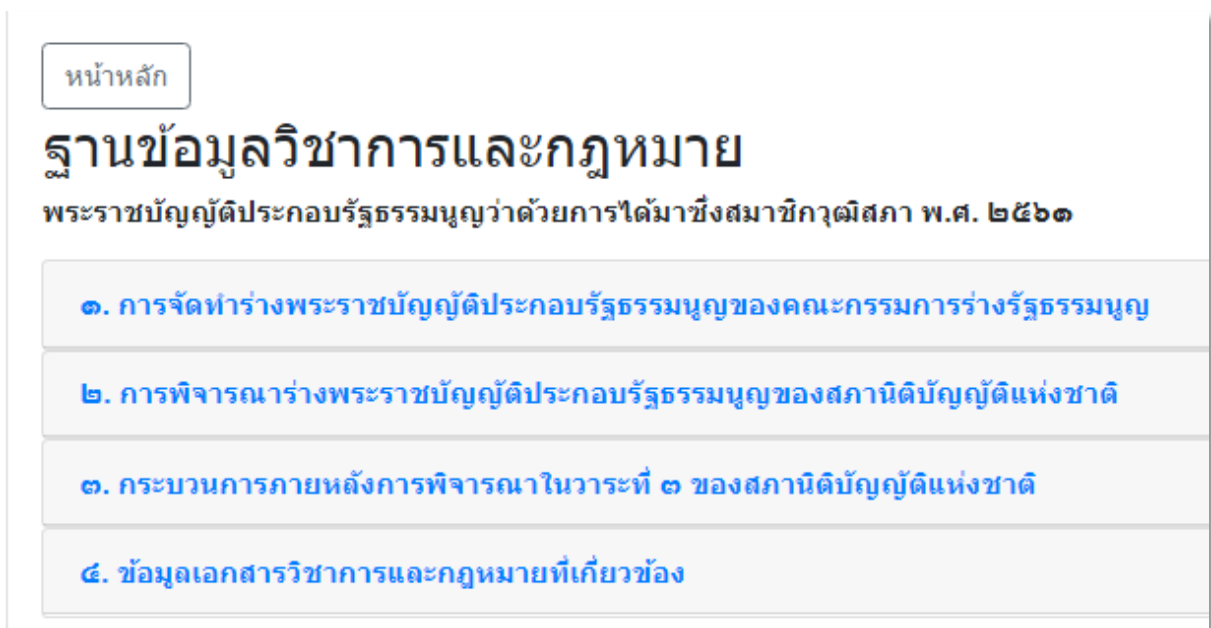 หน้าหลัก
ฐานข้อมูลวิชาการและกฎหมาย
พระราชบัญญัติประกอบรัฐธรรมนูญว่าด้วยการได้มาซึ่งสมาชิกวุฒิสภา พ.ศ. ๒๕๖๑
๑. การจัดทำร่างพระราชบัญญัติประกอบรัฐธรรมนูญของคณะกรรมการร่างรัฐธรรมนูญ
๒. การพิจารณาร่างพระราชบัญญัติประกอบรัฐธรรมนูญของสภานิติบัญญัติแห่งชาติ
๓. กระบวนการภายหลังการพิจารณาในวาระที่ ๓ ของสภานิติบัญญัติแห่งชาติ
๔. ข้อมูลเอกสารวิชาการและกฎหมายที่เกี่ยวข้อง